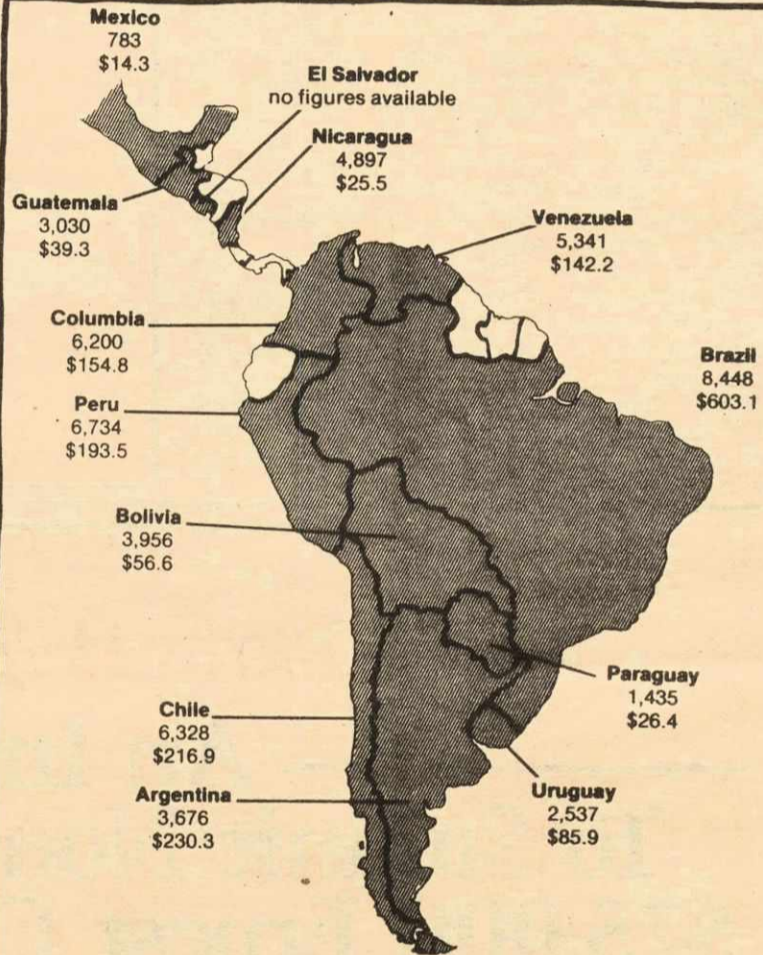 Mexico
783
$14.3
El Salvador
no figures available
Nicaragua
4,897
$25.5
Guatemala
3,030
$39.3
Venezuela
5,341
$142.2
Columbia
6,200
$154.8
Brazil
8,448
$603.1
Peru
6,734
$193.5
Bolivia
3,956
$56.6
Paraguay
1,435
$26.4
Chile
6,328
$216.9
Uruguay
2,537
$85.9
Argentina
3,676
$230.3